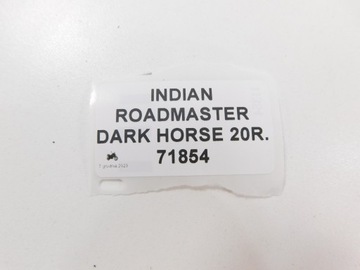 INDIAN
ROADMASTER
DARK HORSE 20R.
71854